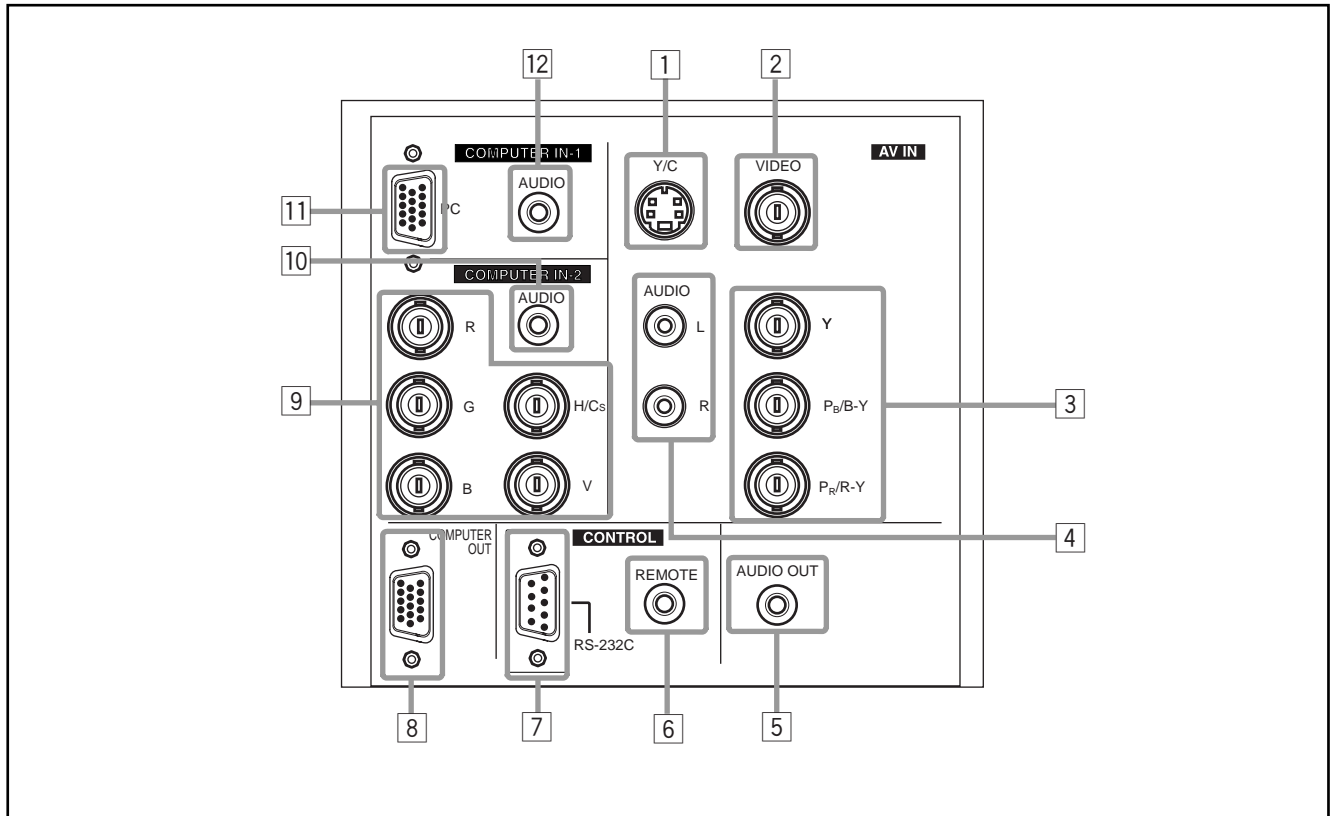 12 1 2
COMPUTER IN-1 AV IN
AUDIO Y/C VIDEO
11 PC
10 COMPUTER IN-2
AUDIO AUDIO
R L Y
9 G H/Cs R PB/B-Y 3
B V PR/R-Y
COMPUTER OUT CONTROL 4
REMOTE AUDIO OUT
RS-232C
8 7 6 5